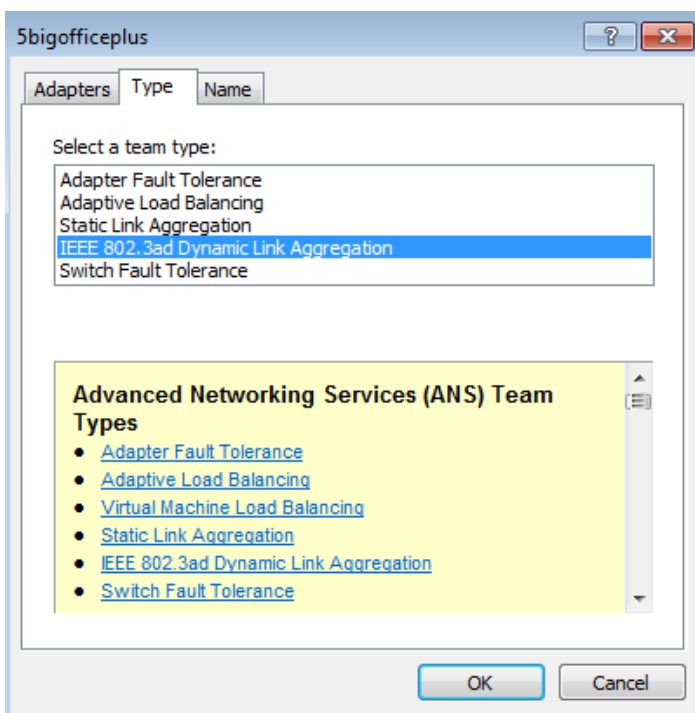 5bigofficeplus
Adapters Type Name
Select a team type:
Adapter Fault Tolerance
Adaptive Load Balancing
Static Link Aggregation
IEEE 802.3ad Dynamic Link Aggregation
Switch Fault Tolerance
Advanced Networking Services (ANS) Team
Types
• Adapter Fault Tolerance
• Adaptive Load Balancing
• Virtual Machine Load Balancing
• Static Link Aggregation
• IEEE 802.3ad Dynamic Link Aggregation
• Switch Fault Tolerance
OK Cancel